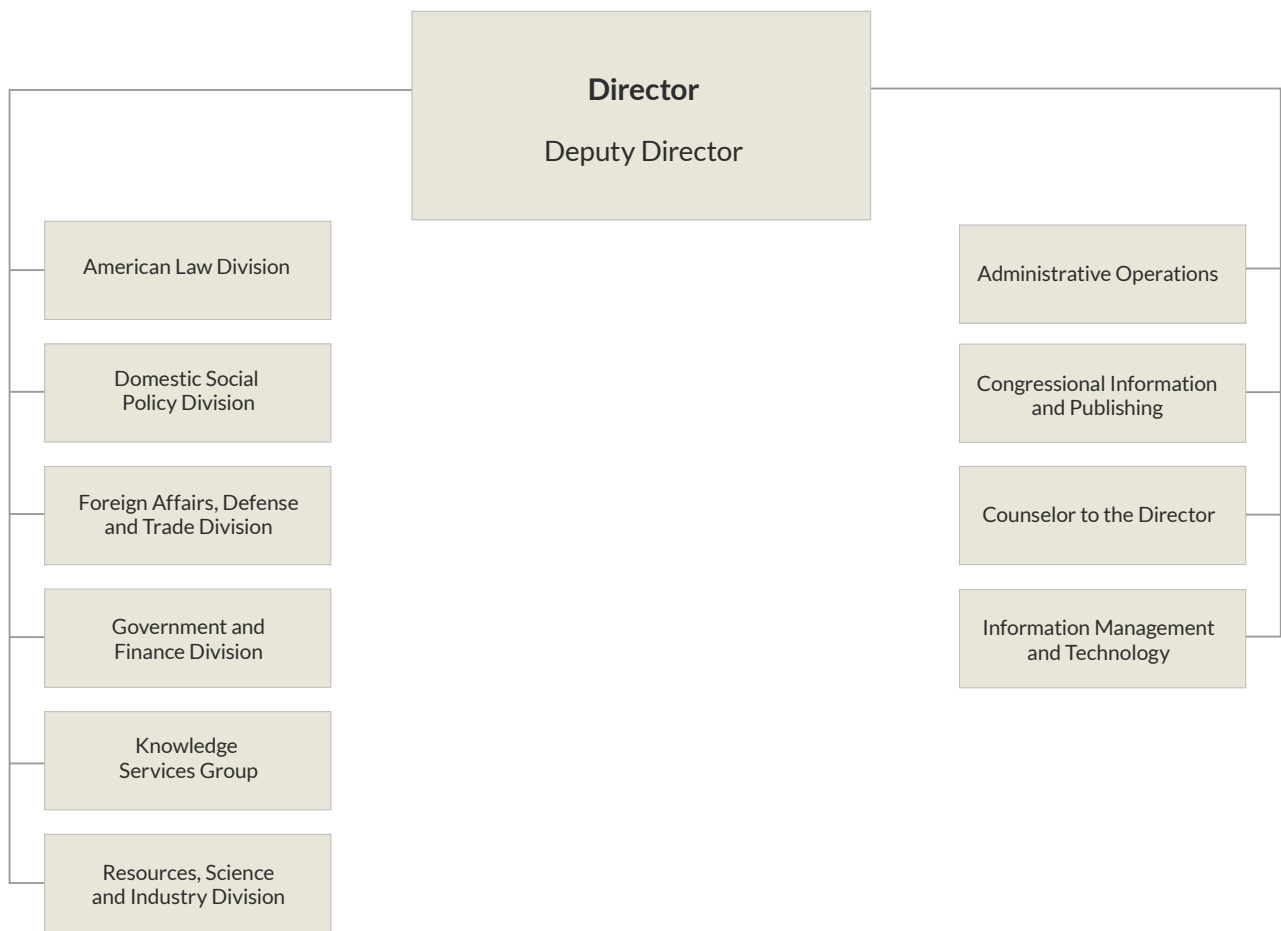 Director
Deputy Director
American Law Division
Domestic Social
Policy Division
Foreign Affairs, Defense
and Trade Division
Government and
Finance Division
Knowledge
Services Group
Resources, Science
and Industry Division
Administrative Operations
Congressional Information
and Publishing
Counselor to the Director
Information Management
and Technology